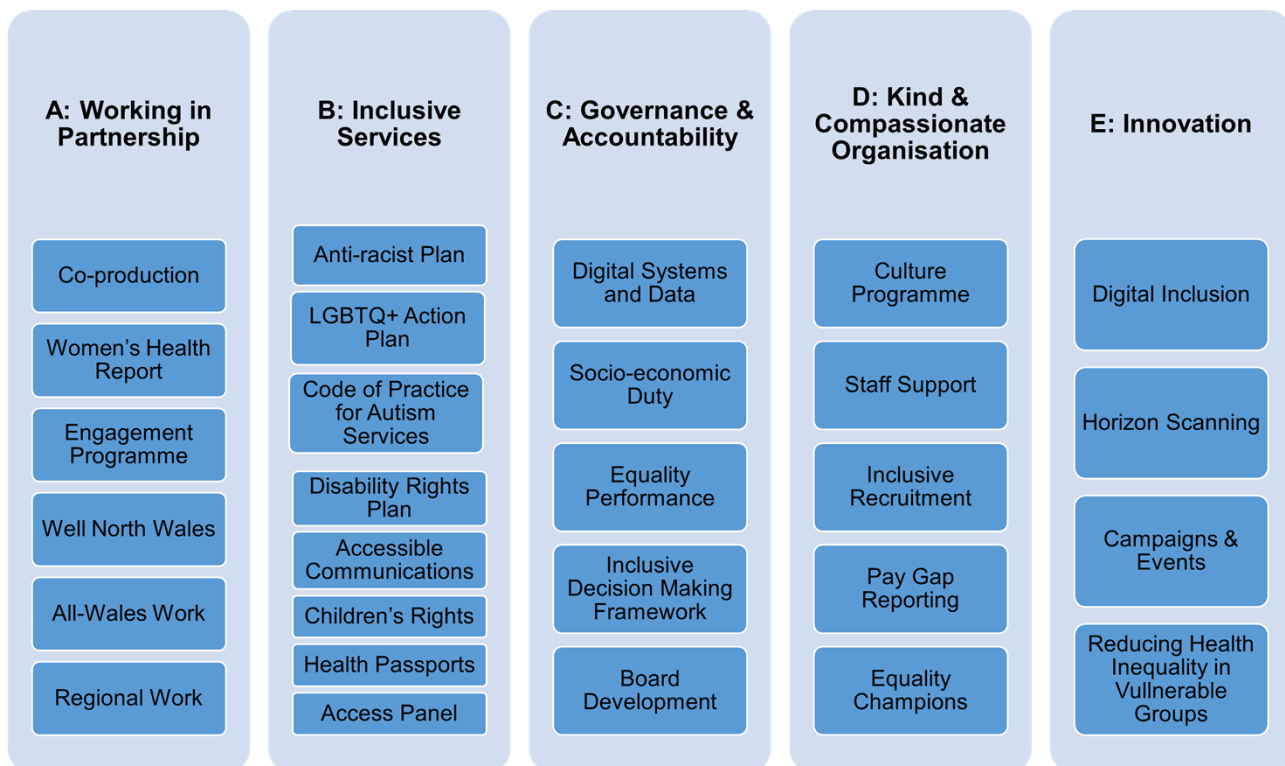 A: Working in
Partnership
Co-production
Women's Health
Report
Engagement
Programme
Well North Wales
All-Wales Work
Regional Work
B: Inclusive
Services
Anti-racist Plan
LGBTQ+ Action
Plan
Code of Practice
for Autism
Services
Disability Rights
Plan
Accessible
Communications
Children's Rights
Health Passports
Access Panel
C: Governance &
Accountability
Digital Systems
and Data
Socio-economic
Duty
Equality
Performance
Inclusive
Decision Making
Framework
Board
Development
D: Kind &
Compassionate
Organisation
Culture
Programme
Staff Support
Inclusive
Recruitment
Pay Gap
Reporting
Equality
Champions
E: Innovation
Digital Inclusion
Horizon Scanning
Campaigns &
Events
Reducing Health
Inequality in
Vullnerable
Groups